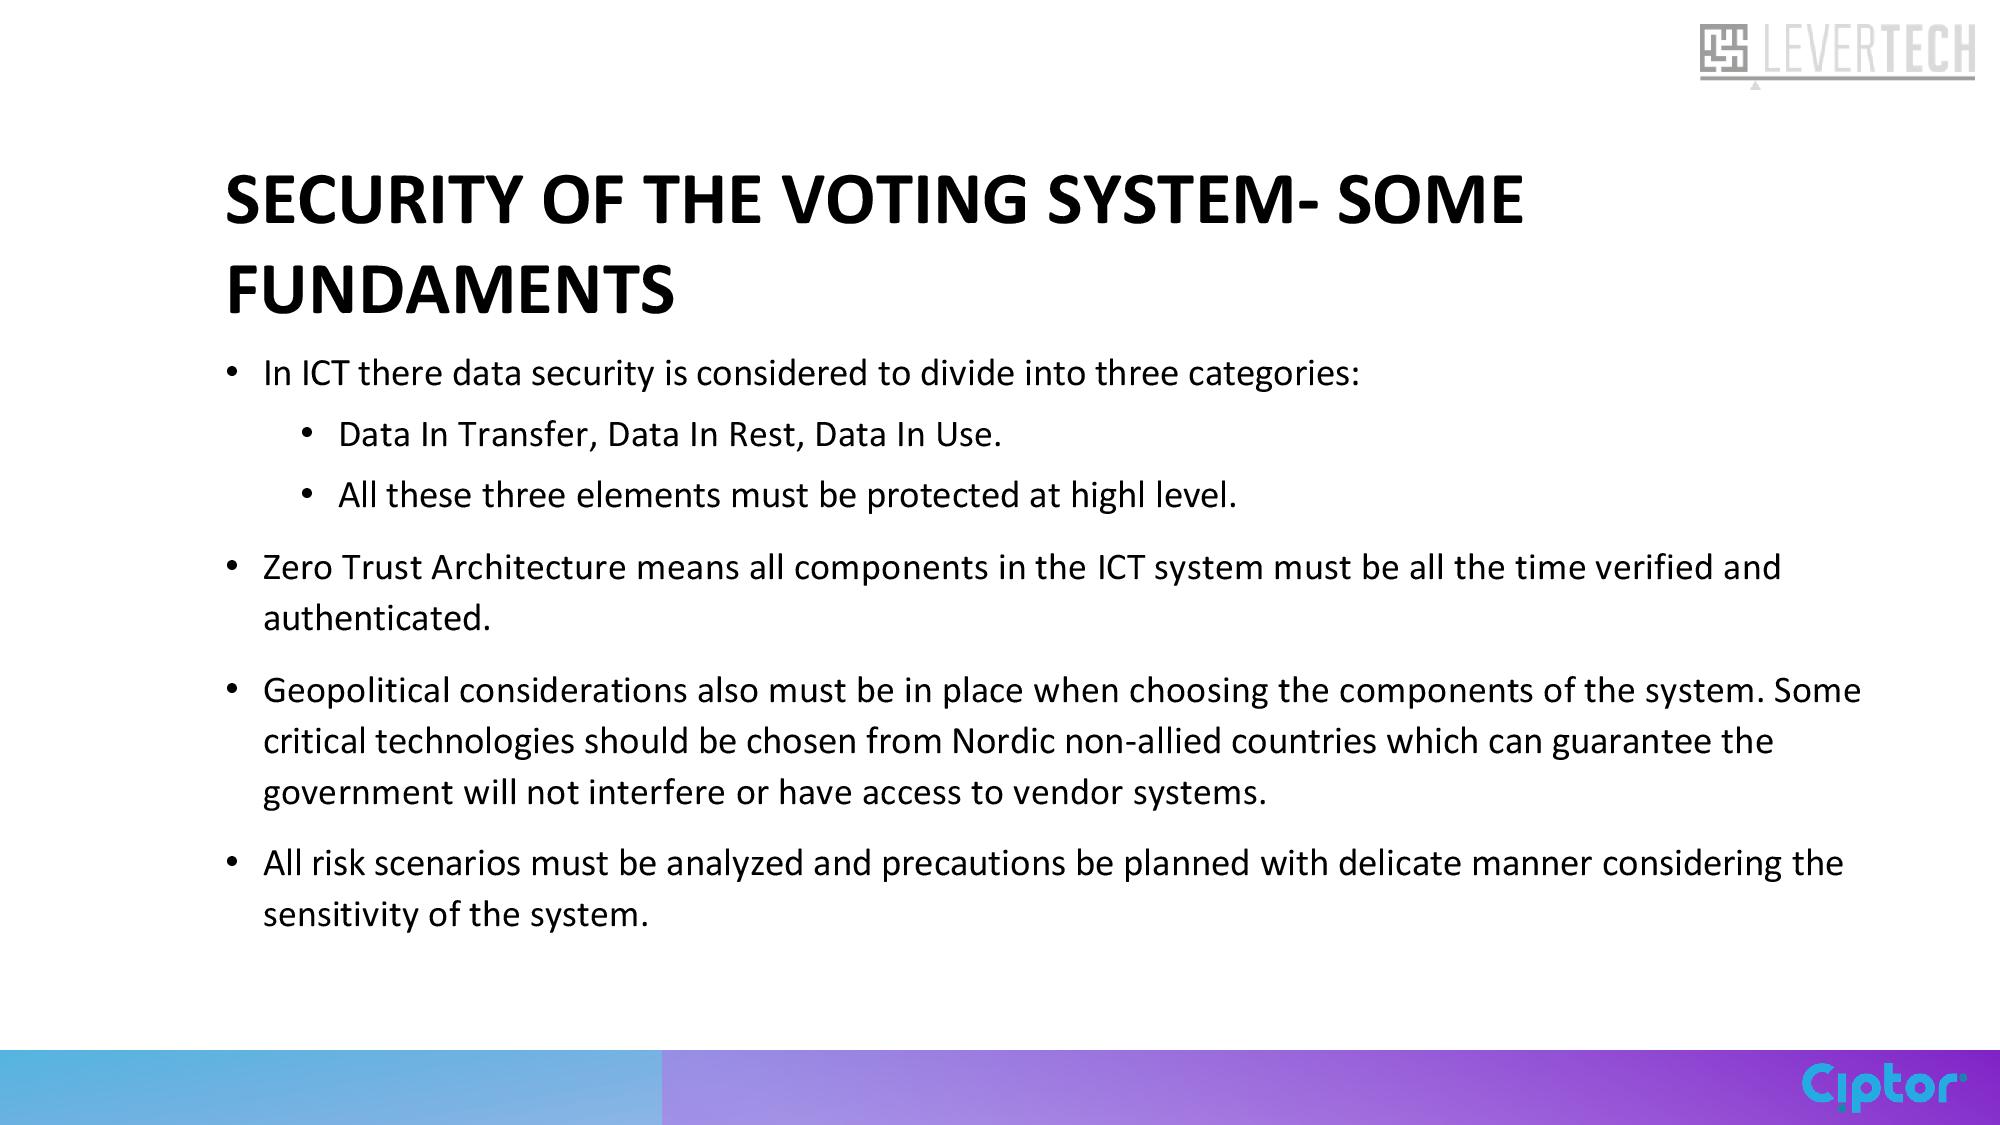 LEVERTECH
SECURITY OF THE VOTING SYSTEM- SOME
FUNDAMENTS
• In ICT there data security is considered to divide into three categories:
• Data In Transfer, Data In Rest, Data In Use.
• All these three elements must be protected at highl level.
• Zero Trust Architecture means all components in the ICT system must be all the time verified and
authenticated.
• Geopolitical considerations also must be in place when choosing the components of the system. Some
critical technologies should be chosen from Nordic non-allied countries which can guarantee the
government will not interfere or have access to vendor systems.
• All risk scenarios must be analyzed and precautions be planned with delicate manner considering the
sensitivity of the system.
Ciptor